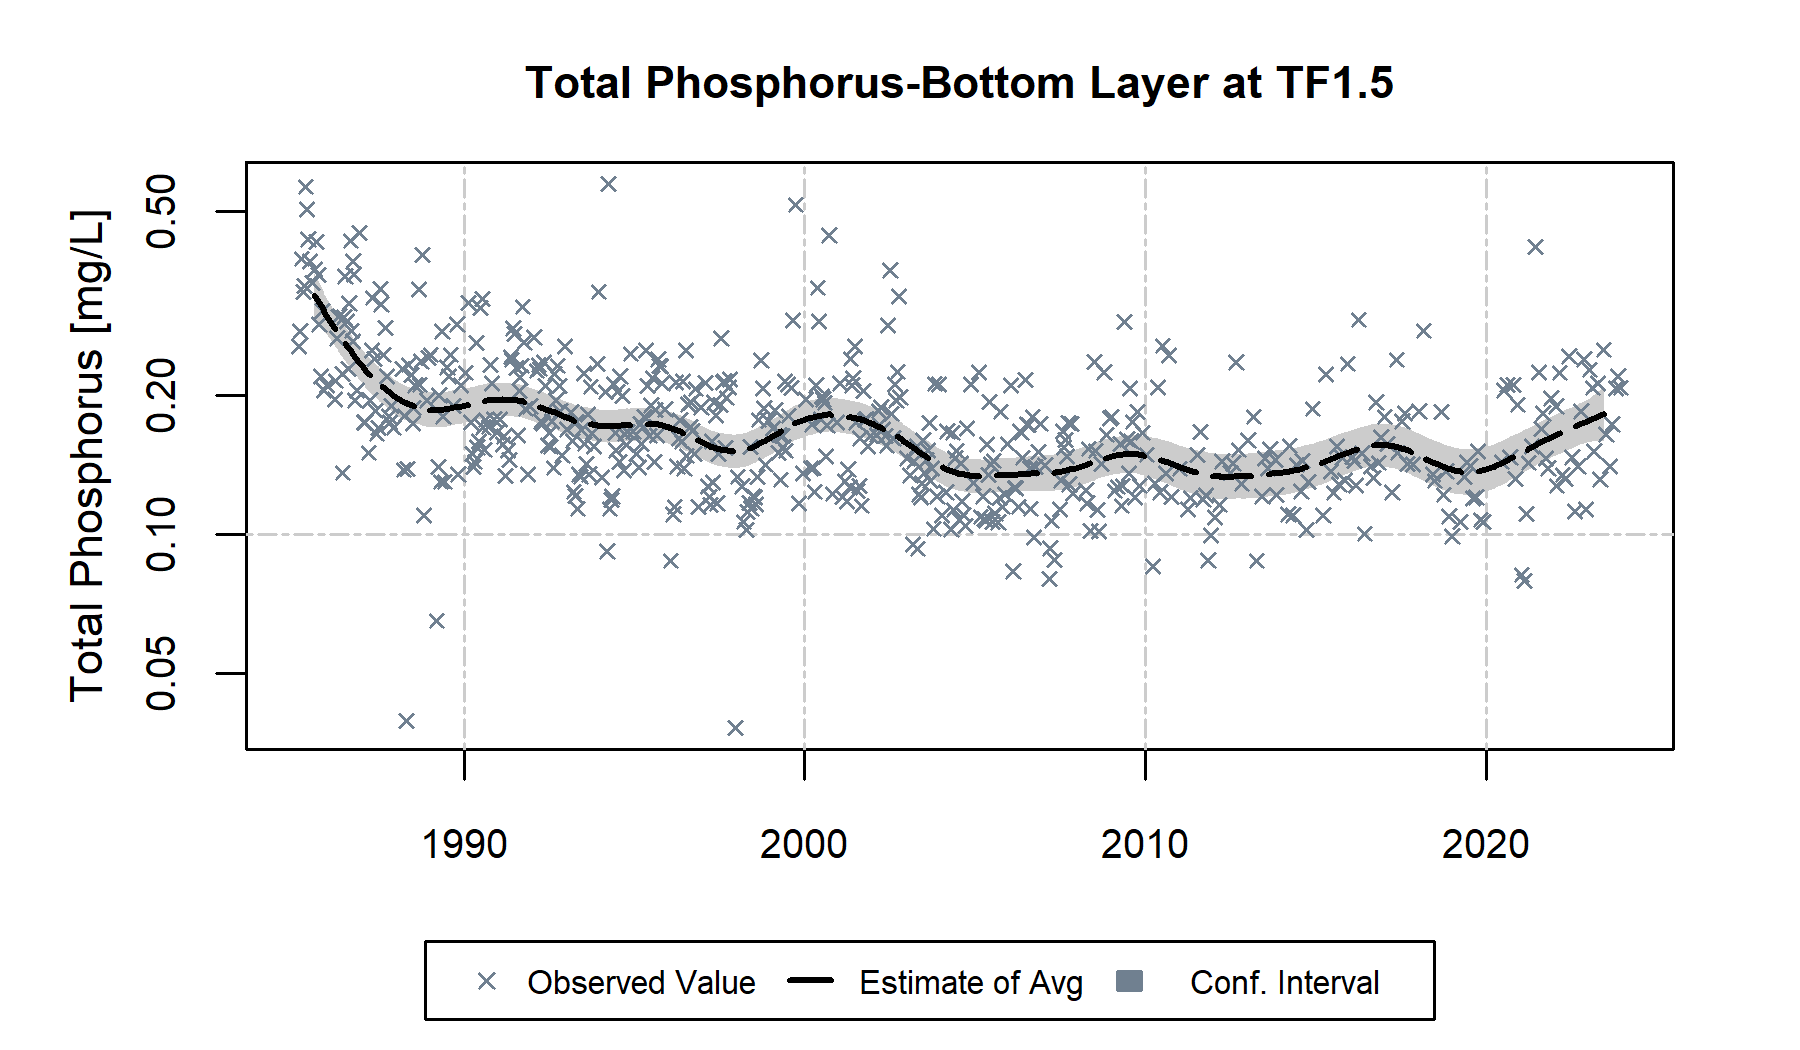 Total Phosphorus-Bottom Layer at TF1.5
Total Phosphorus [mg/L]
0.50
0.20
0.10
0.05
1990 2000 2010 2020
Observed Value Estimate of Avg Conf. Interval